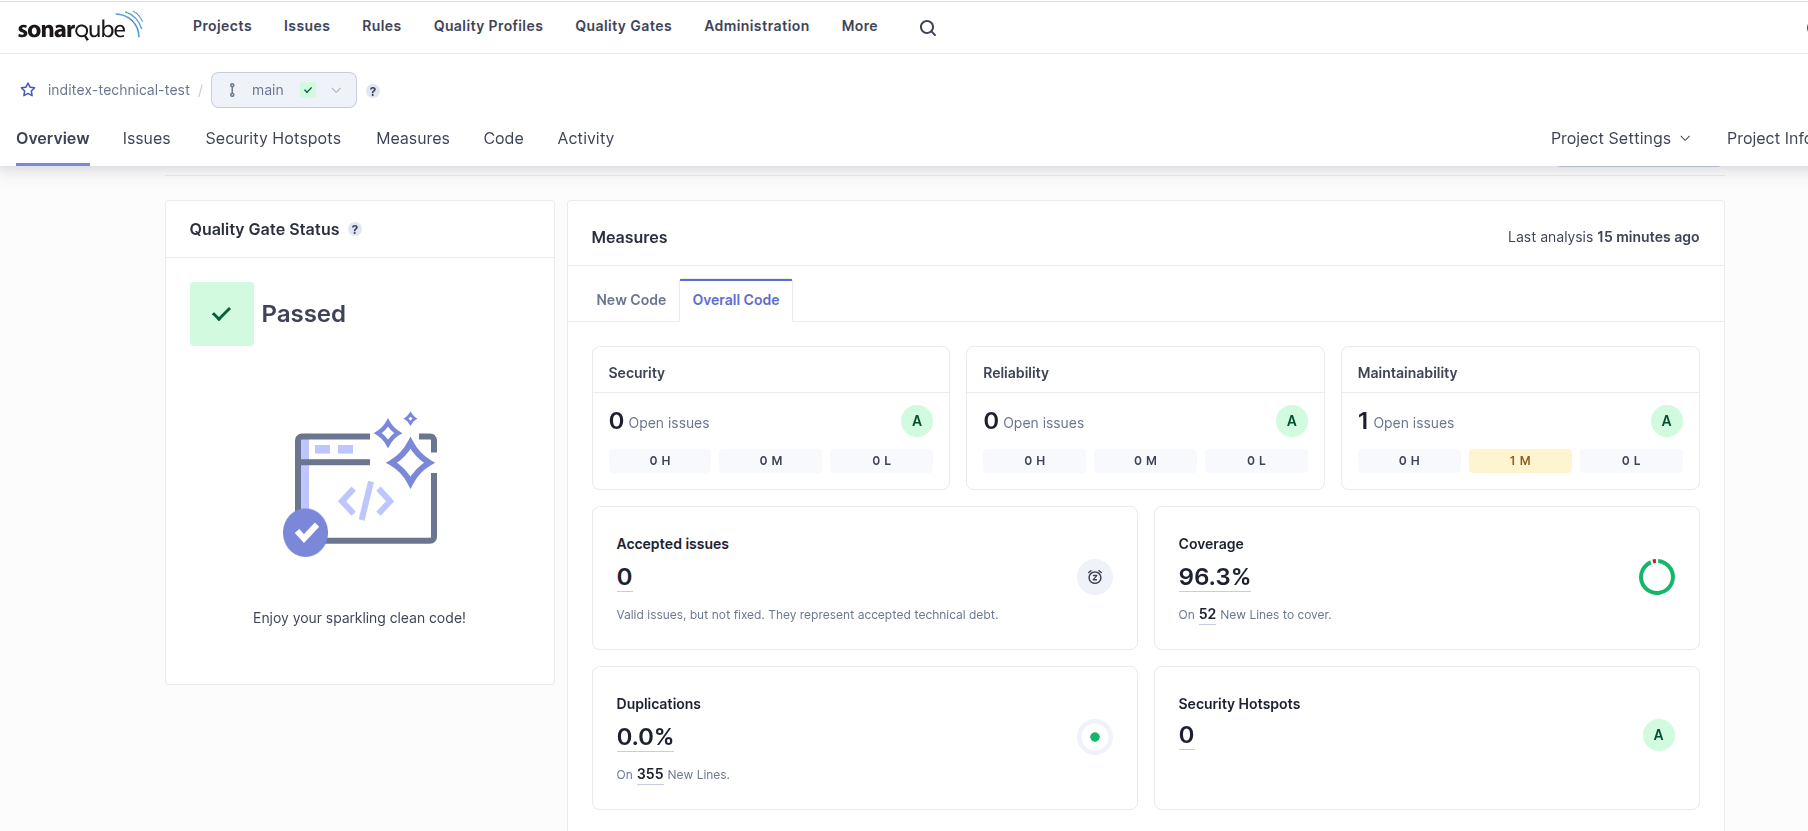 sonarqube
Projects Issues Rules Quality Profiles Quality Gates Administration More
inditex-technical-test / main ?
Overview Issues Security Hotspots Measures Code Activity Project Settings Project Info
Quality Gate Status ?
Passed
</>
Enjoy your sparkling clean code!
Measures Last analysis 15 minutes ago
New Code Overall Code
Security
0 Open issues A
0 H 0 M 0 L
Reliability
0 Open issues A
0 H 0 M 0 L
Maintainability
1 Open issues A
0 H 1 M 0 L
Accepted issues
0
Valid issues, but not fixed. They represent accepted technical debt.
Coverage
96.3%
On 52 New Lines to cover.
Duplications
0.0%
On 355 New Lines.
Security Hotspots
0 A